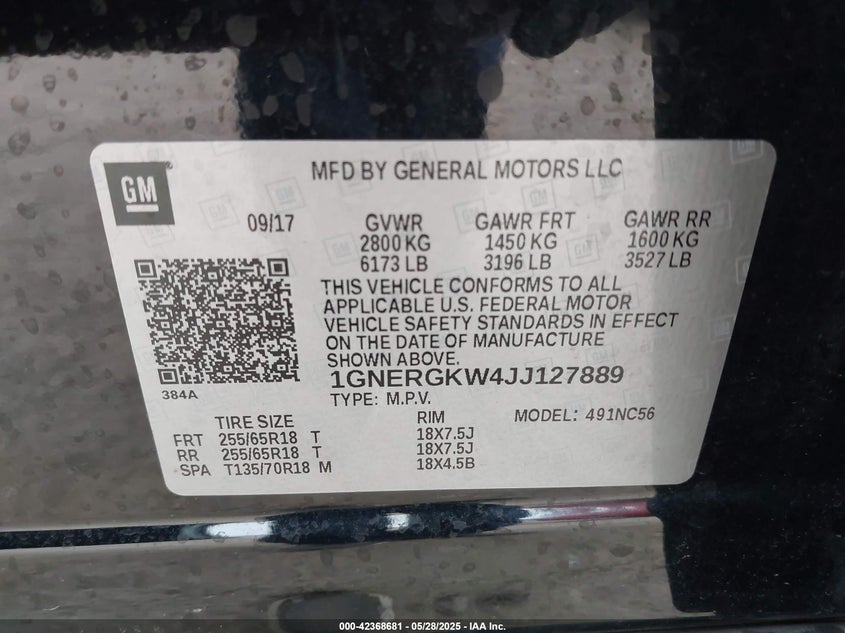 GM
MFD BY GENERAL MOTORS LLC
09/17 GVWR GAWR FRT GAWR RR
2800 KG 1450 KG 1600 KG
6173 LB 3196 LB 3527 LB
THIS VEHICLE CONFORMS TO ALL
APPLICABLE U.S. FEDERAL MOTOR
VEHICLE SAFETY STANDARDS IN EFFECT
ON THE DATE OF MANUFACTURE
SHOWN ABOVE.
384A
1GNERGKW4JJ127889
TYPE: M.P.V. MODEL: 491NC56
TIRE SIZE RIM
FRT 255/65R18 T 18X7.5J
RR 255/65R18 T 18X7.5J
SPA T135/70R18 M 18X4.5B
000-42368681 - 05/28/2025 - IAA Inc.